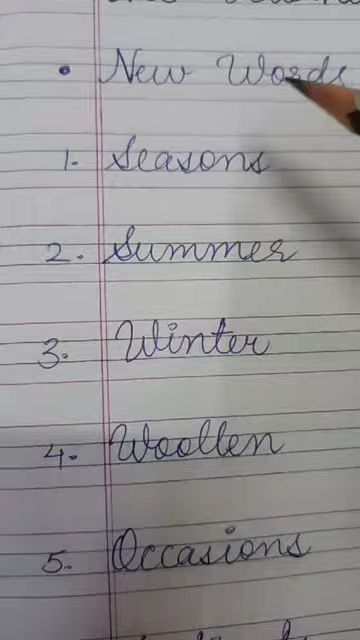 • New Words
1. Seasons
2. Summer
3. Winter
4. Woollen
5. Occasions